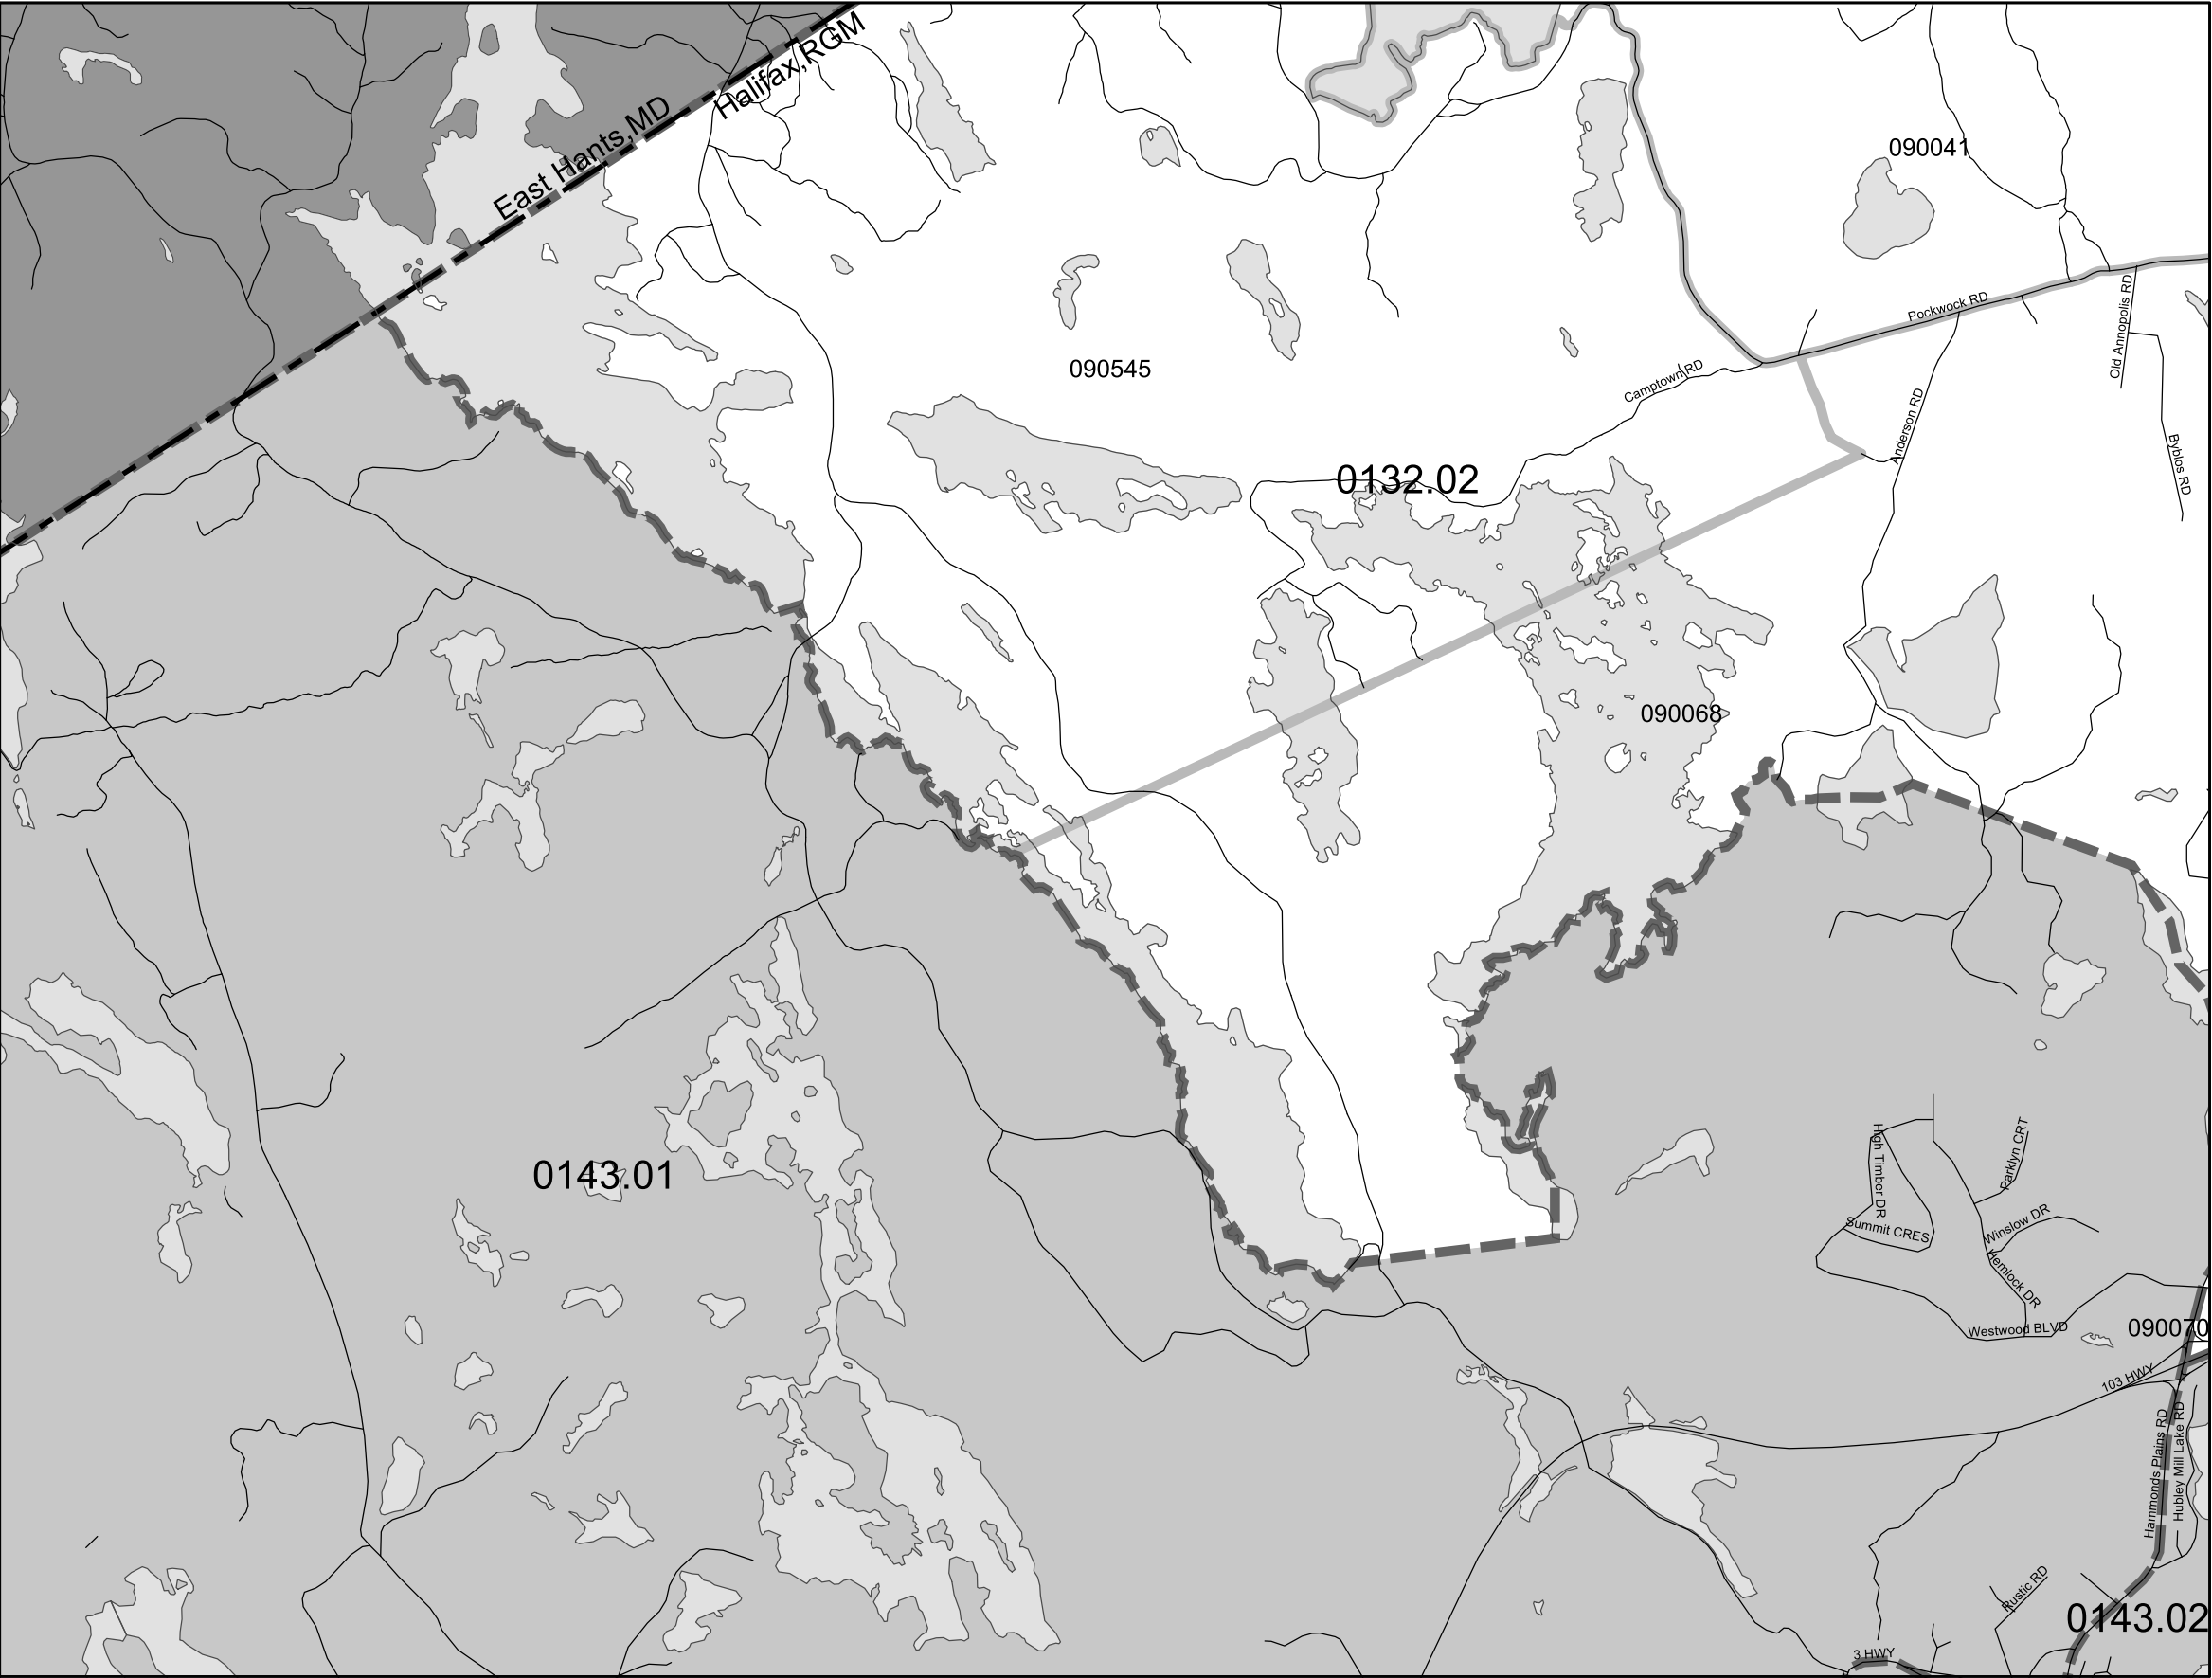 Halifax,RGM
East Hants,MD
090041
Pockwock RD
Old Annopolis RD
090545
Camptown RD
Anderson RD
Byblos RD
0132.02
090068
0143.01
High Timber DR
Parklyn CRT
Summit CRES
Winslow DR
Hemlock DR
Westwood BLVD
090070
103 HWY
Hammonds Plains RD
Hubley Mill Lake RD
Rustic RD
0143.02
3 HWY